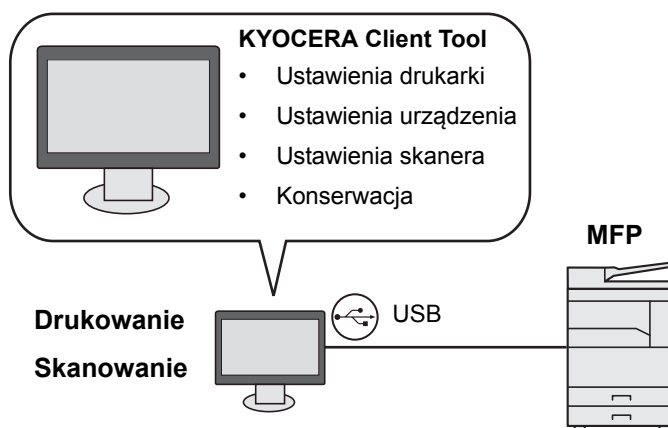 KYOCERA Client Tool
• Ustawienia drukarki
• Ustawienia urządzenia
• Ustawienia skanera
• Konserwacja
MFP
Drukowanie
USB
Skanowanie